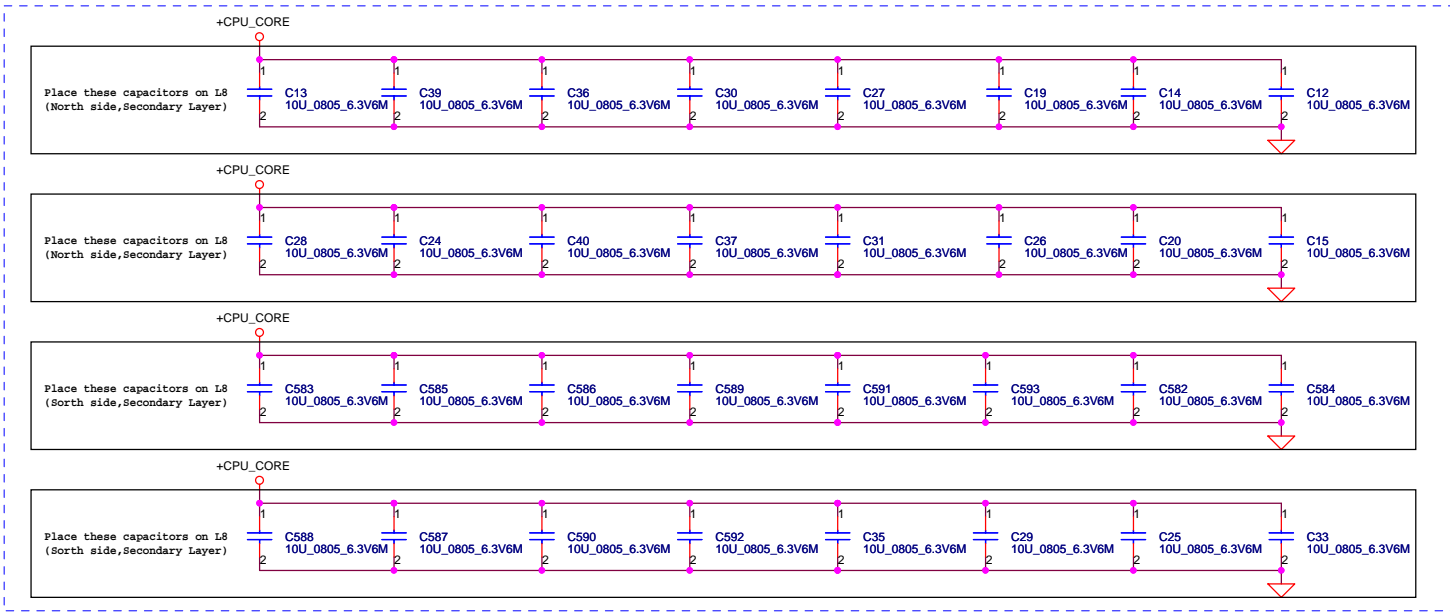 +CPU_CORE
Place these capacitors on L8
(North side,Secondary Layer)
1 1 1 1 1 1 1 1
C13 C39 C36 C30 C27 C19 C14 C12
10U_0805_6.3V6M 10U_0805_6.3V6M 10U_0805_6.3V6M 10U_0805_6.3V6M 10U_0805_6.3V6M 10U_0805_6.3V6M 10U_0805_6.3V6M 10U_0805_6.3V6M
2 2 2 2 2 2 2 2
+CPU_CORE
Place these capacitors on L8
(North side,Secondary Layer)
1 1 1 1 1 1 1 1
C28 C24 C40 C37 C31 C26 C20 C15
10U_0805_6.3V6M 10U_0805_6.3V6M 10U_0805_6.3V6M 10U_0805_6.3V6M 10U_0805_6.3V6M 10U_0805_6.3V6M 10U_0805_6.3V6M 10U_0805_6.3V6M
2 2 2 2 2 2 2 2
+CPU_CORE
Place these capacitors on L8
(Sorth side,Secondary Layer)
1 1 1 1 1 1 1 1
C583 C585 C586 C589 C591 C593 C582 C584
10U_0805_6.3V6M 10U_0805_6.3V6M 10U_0805_6.3V6M 10U_0805_6.3V6M 10U_0805_6.3V6M 10U_0805_6.3V6M 10U_0805_6.3V6M 10U_0805_6.3V6M
2 2 2 2 2 2 2 2
+CPU_CORE
Place these capacitors on L8
(Sorth side,Secondary Layer)
1 1 1 1 1 1 1 1
C588 C587 C590 C592 C35 C29 C25 C33
10U_0805_6.3V6M 10U_0805_6.3V6M 10U_0805_6.3V6M 10U_0805_6.3V6M 10U_0805_6.3V6M 10U_0805_6.3V6M 10U_0805_6.3V6M 10U_0805_6.3V6M
2 2 2 2 2 2 2 2